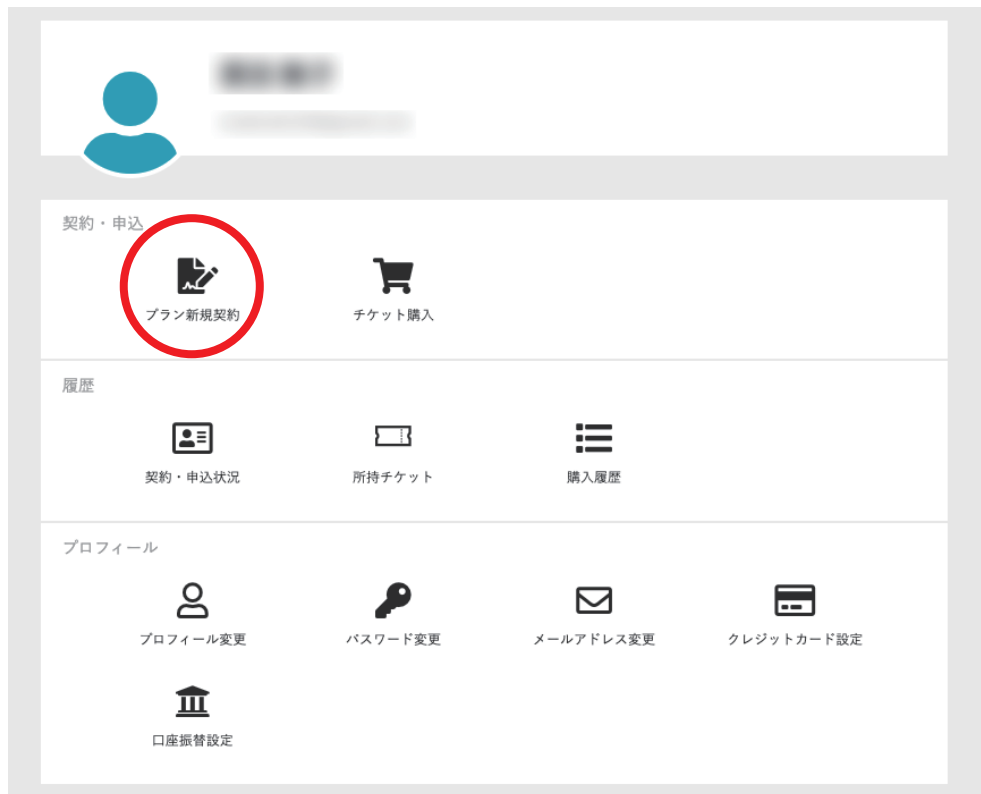 契約・申込
プラン新規契約
チケット購入
履歴
契約・申込状況
所持チケット
購入履歴
プロフィール
プロフィール変更
パスワード変更
メールアドレス変更
クレジットカード設定
口座振替設定